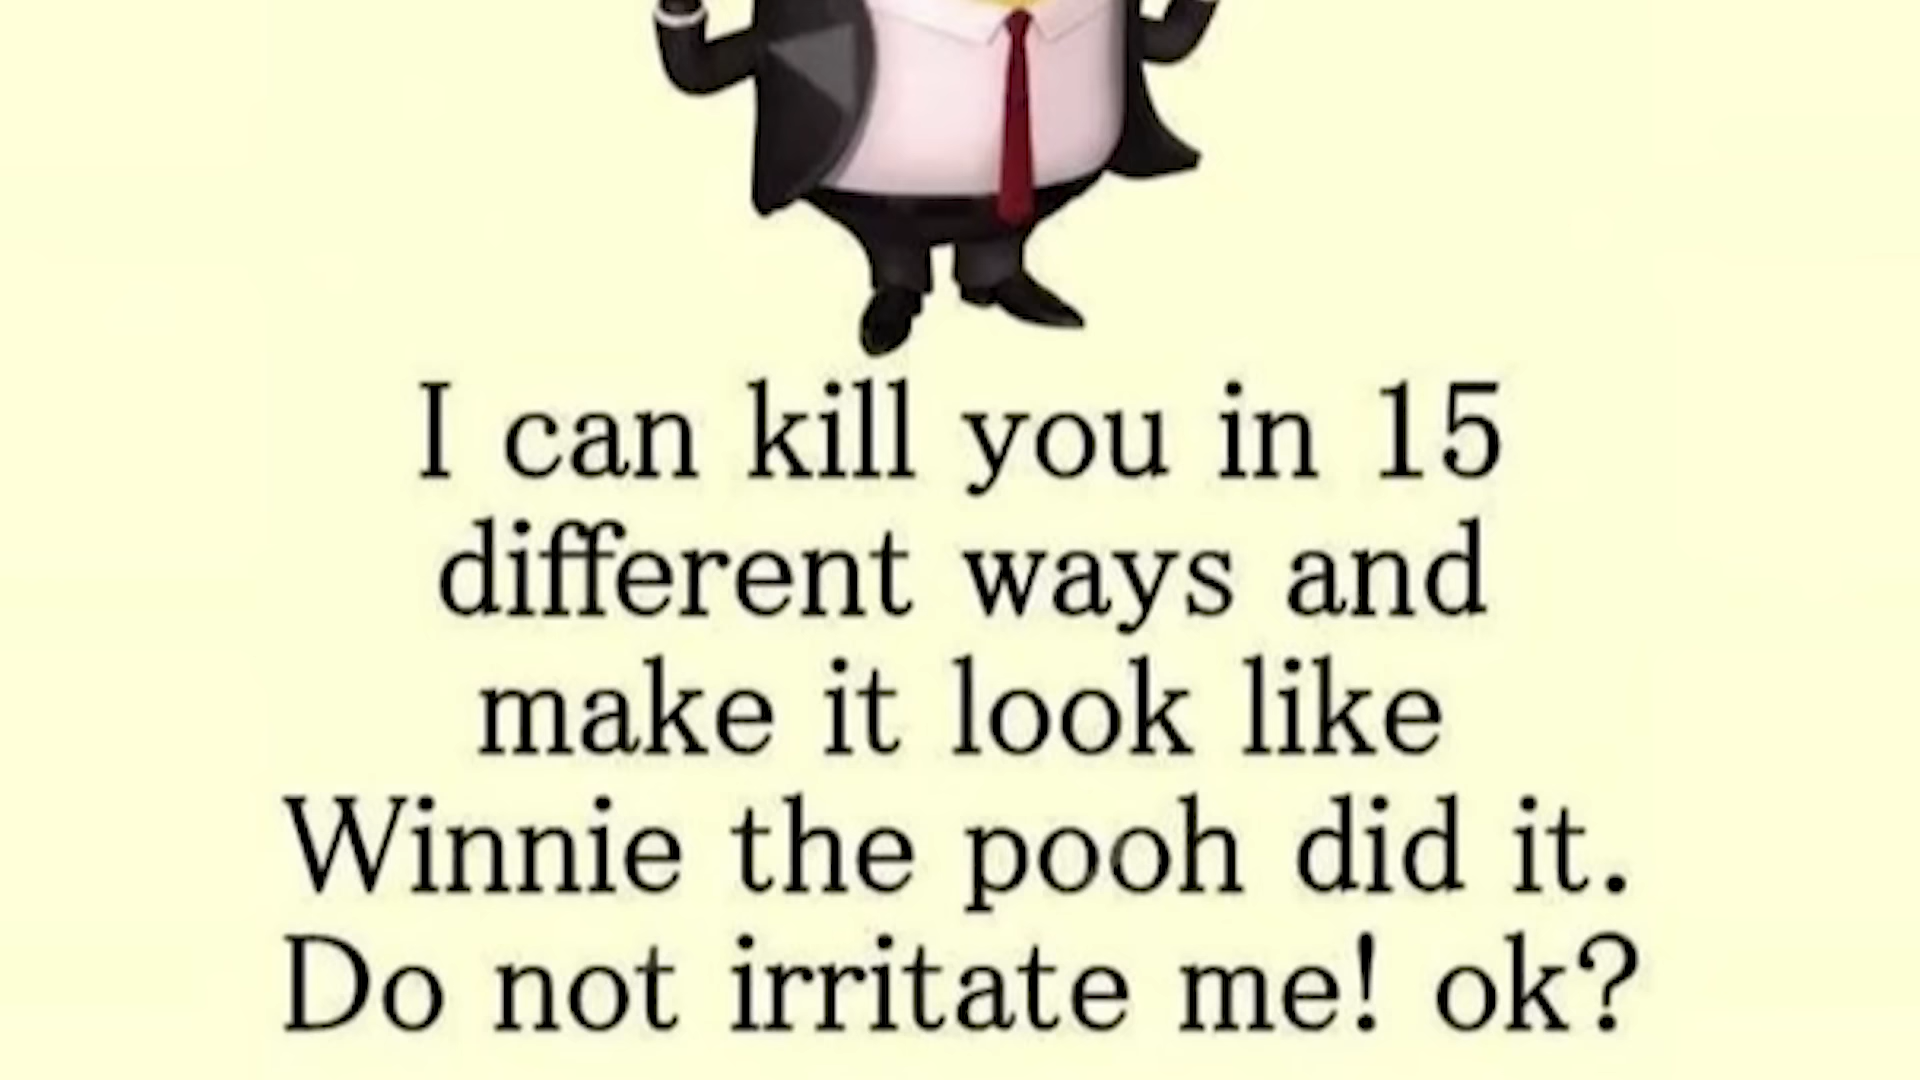 I can kill you in 15
different ways and
make it look like
Winnie the pooh did it.
Do not irritate me! ok?